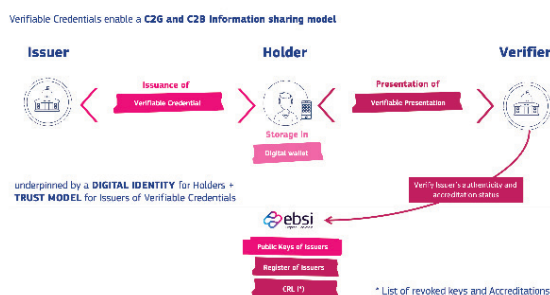 Verifiable Credentials enable a C2G and C2B Information sharing model
Issuer
Holder
Verifier
Issuance of
Verifiable Credential
Presentation of
Verifiable Presentation
Storage in
Digital wallet
underpinned by a DIGITAL IDENTITY for Holders +
TRUST MODEL for Issuers of Verifiable Credentials
Verify Issuer's authenticity and
accreditation status
ebsi
Public Keys of Issuers
Register of Issuers
CRL (*)
* List of revoked keys and Accreditations